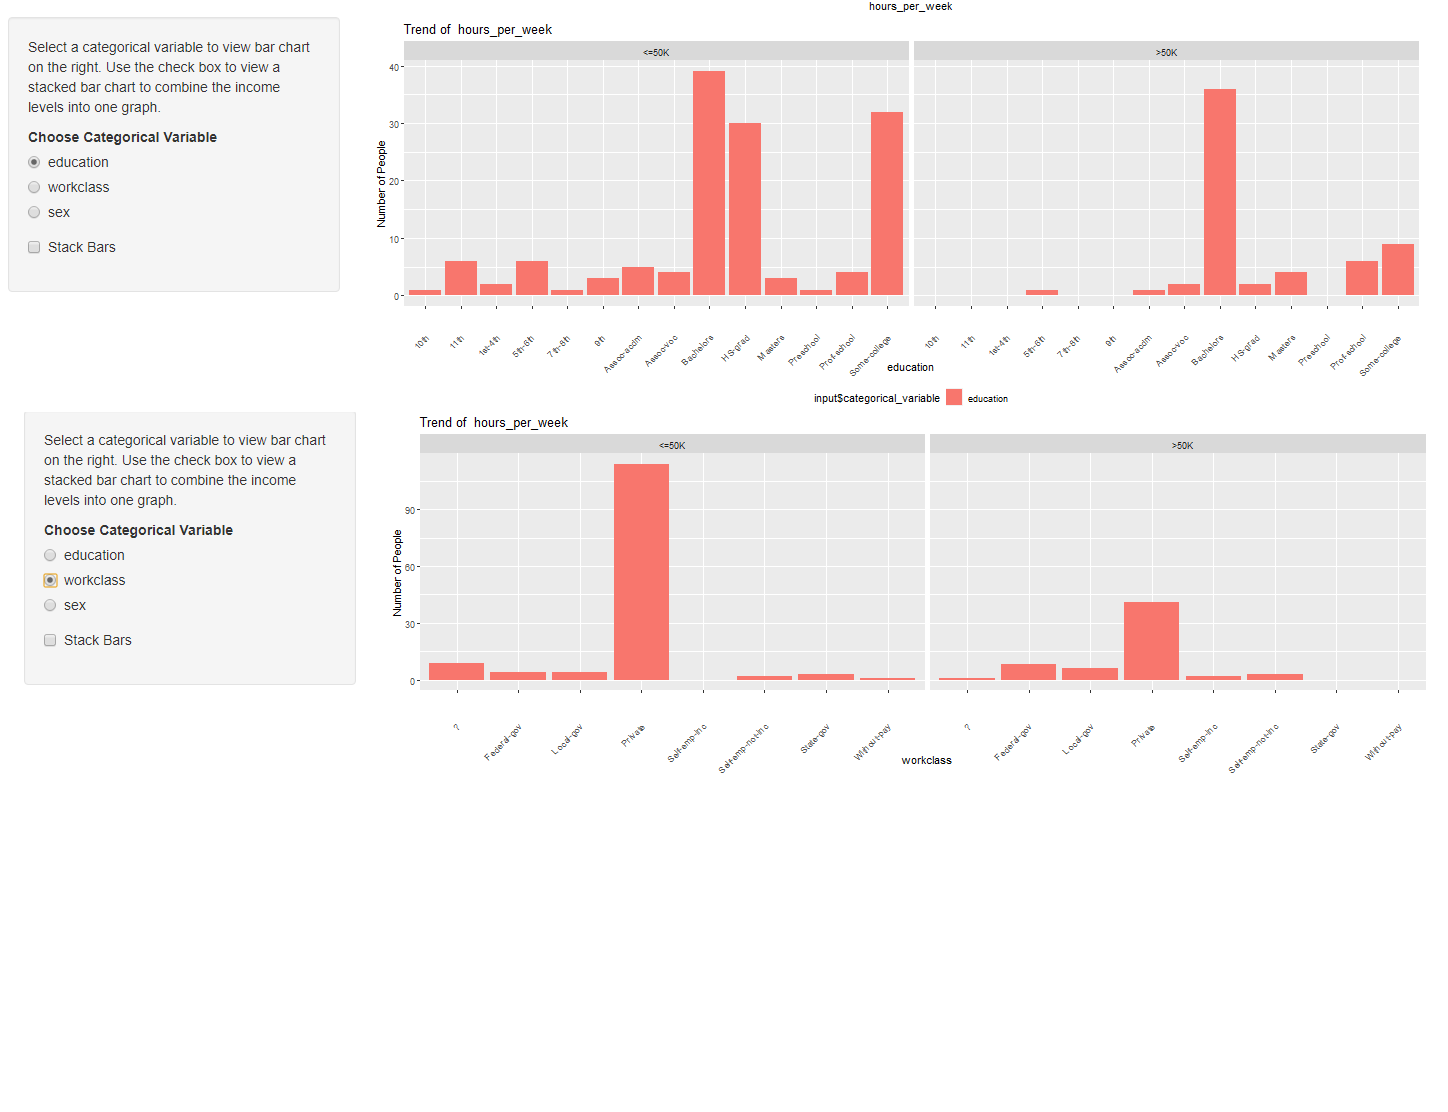 hours_per_week
Select a categorical variable to view bar chart
on the right. Use the check box to view a
stacked bar chart to combine the income
levels into one graph.
Choose Categorical Variable
education
workclass
sex
Stack Bars
Trend of hours_per_week
<=50K
>50K
Number of People
40
30
20
10
0
10th
11th
1st-4th
5th-6th
7th-8th
9th
Assoc-acdm
Assoc-voc
Bachelors
HS-grad
Masters
Preschool
Prof-school
Some-college
10th
11th
1st-4th
5th-6th
7th-8th
9th
Assoc-acdm
Assoc-voc
Bachelors
HS-grad
Masters
Preschool
Prof-school
Some-college
education
input$categorical_variable education
Select a categorical variable to view bar chart
on the right. Use the check box to view a
stacked bar chart to combine the income
levels into one graph.
Choose Categorical Variable
education
workclass
sex
Stack Bars
Trend of hours_per_week
<=50K
>50K
Number of People
90
60
30
0
?
Federal-gov
Local-gov
Private
Self-emp-inc
Self-emp-not-inc
State-gov
Without-pay
?
Federal-gov
Local-gov
Private
Self-emp-inc
Self-emp-not-inc
State-gov
Without-pay
workclass